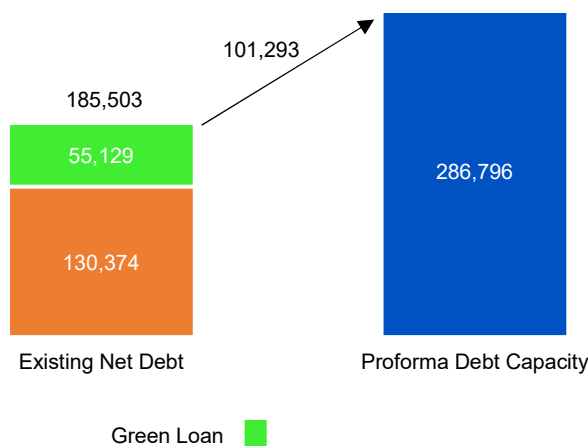 101,293
185,503
55,129
286,796
130,374
Existing Net Debt
Proforma Debt Capacity
Green Loan